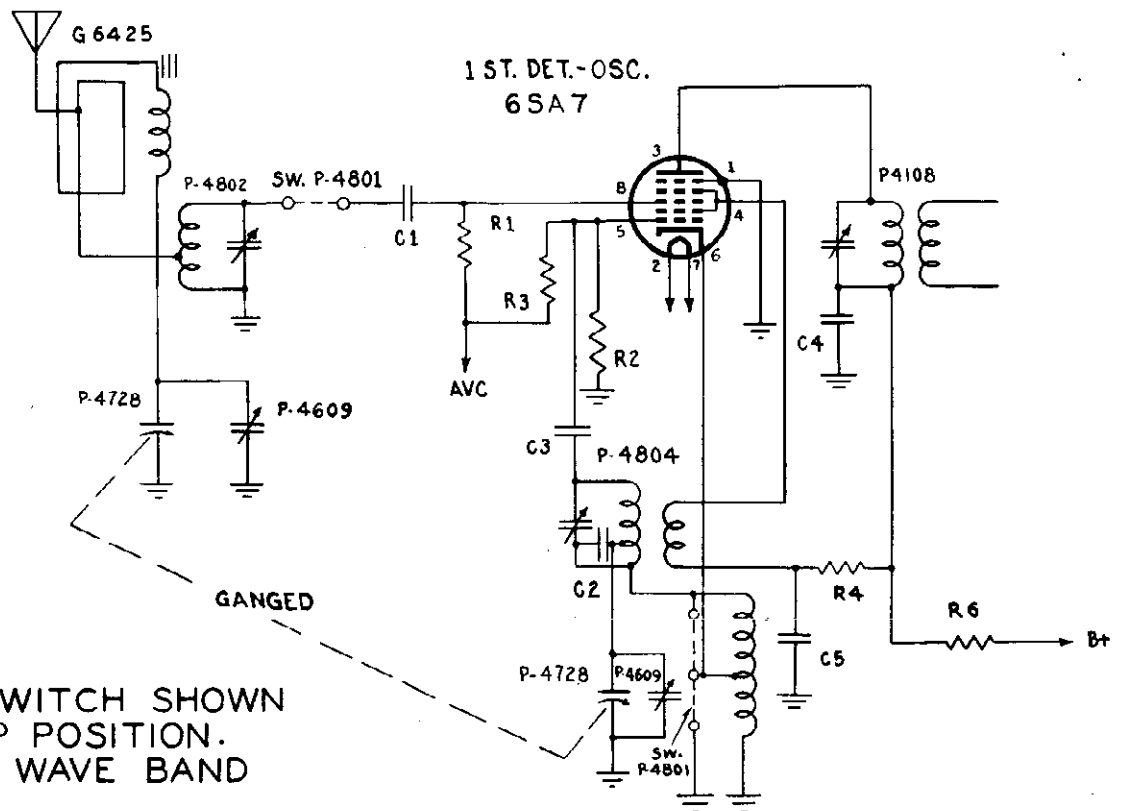 G 6425
1 ST. DET.-OSC.
6SA7
3
1
8
4
5
2
7
6
P-4802
SW. P-4801
C1
R1
R3
R2
AVC
P4108
C4
P-4728
P-4609
C3
P-4804
C2
R4
R6
B+
C5
GANGED
P-4728
P-4609
SW.
P-4801
WITCH SHOWN
P POSITION.
WAVE BAND